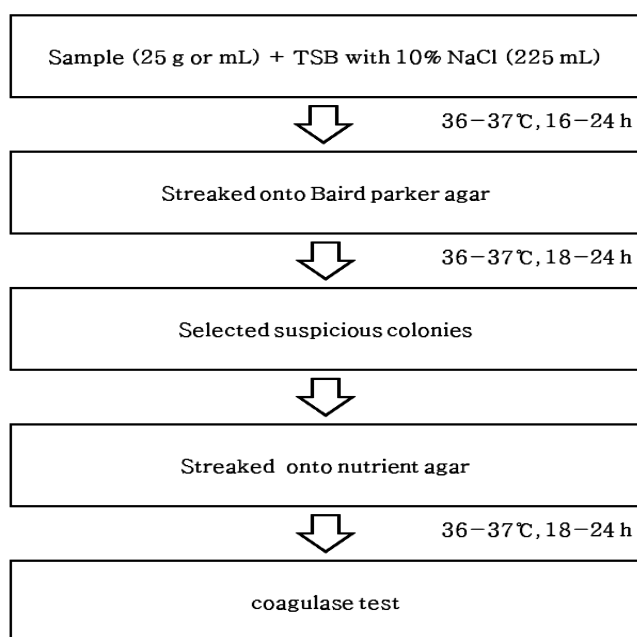 Sample (25 g or mL) + TSB with 10% NaCl (225 mL)
36-37℃, 16-24 h
Streaked onto Baird parker agar
36-37℃, 18-24 h
Selected suspicious colonies
Streaked onto nutrient agar
36-37℃, 18-24 h
coagulase test